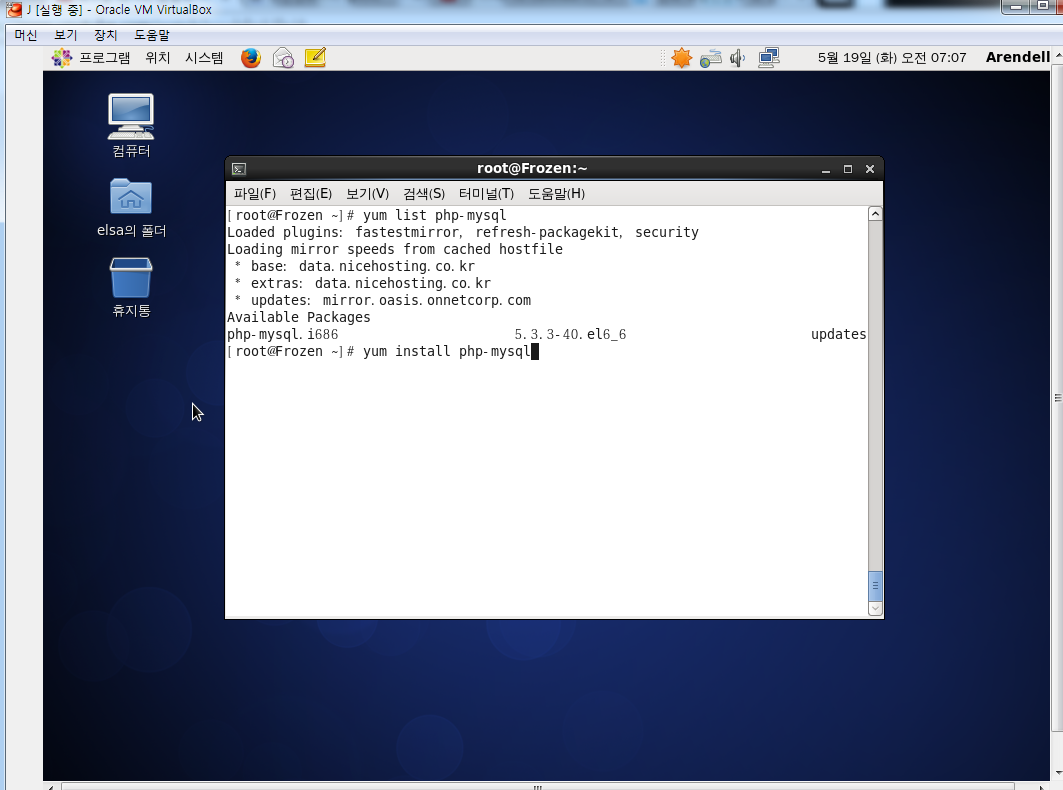 J [실행 중] - Oracle VM VirtualBox
머신 보기 장치 도움말
프로그램 위치 시스템 5월 19일 (화) 오전 07:07 Arendell
컴퓨터
elsa의 폴더
휴지통
root@Frozen:~
파일(F) 편집(E) 보기(V) 검색(S) 터미널(T) 도움말(H)
[root@Frozen ~]# yum list php-mysql
Loaded plugins: fastestmirror, refresh-packagekit, security
Loading mirror speeds from cached hostfile
* base: data.nicehosting.co.kr
* extras: data.nicehosting.co.kr
* updates: mirror.oasis.onnetcorp.com
Available Packages
php-mysql.i686 5.3.3-40.el6_6 updates
[root@Frozen ~]# yum install php-mysql